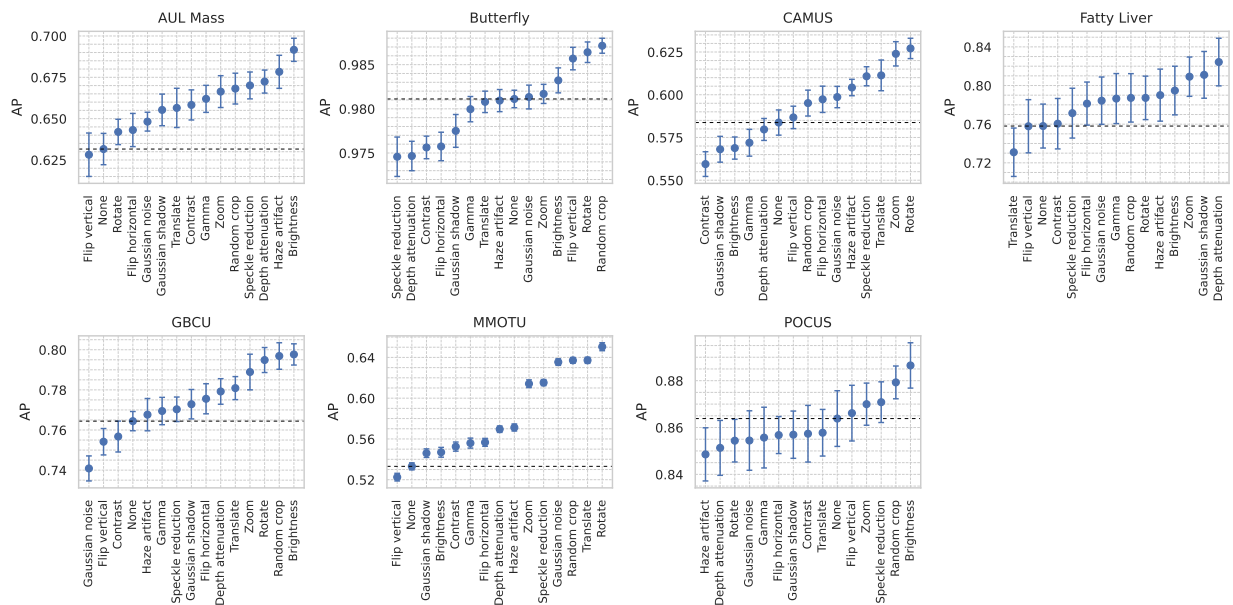 AUL Mass
AP
0.700
0.675
0.650
0.625
Flip vertical
None
Rotate
Flip horizontal
Gaussian noise
Gaussian shadow
Translate
Contrast
Gamma
Zoom
Random crop
Speckle reduction
Depth attenuation
Haze artifact
Brightness
Butterfly
AP
0.985
0.980
0.975
Speckle reduction
Depth attenuation
Contrast
Flip horizontal
Gaussian shadow
Gamma
Translate
Haze artifact
None
Gaussian noise
Zoom
Brightness
Flip vertical
Rotate
Random crop
CAMUS
AP
0.625
0.600
0.575
0.550
Contrast
Gaussian shadow
Brightness
Gamma
Depth attenuation
None
Flip vertical
Random crop
Flip horizontal
Gaussian noise
Haze artifact
Speckle reduction
Translate
Zoom
Rotate
Fatty Liver
AP
0.84
0.80
0.76
0.72
Translate
Flip vertical
None
Contrast
Speckle reduction
Flip horizontal
Gaussian noise
Gamma
Random crop
Rotate
Haze artifact
Brightness
Zoom
Gaussian shadow
Depth attenuation
GBCU
AP
0.80
0.78
0.76
0.74
Gaussian noise
Flip vertical
Contrast
None
Haze artifact
Gamma
Speckle reduction
Gaussian shadow
Flip horizontal
Depth attenuation
Translate
Zoom
Rotate
Random crop
Brightness
MMOTU
AP
0.64
0.60
0.56
0.52
Flip vertical
None
Gaussian shadow
Brightness
Contrast
Gamma
Flip horizontal
Depth attenuation
Haze artifact
Zoom
Speckle reduction
Gaussian noise
Random crop
Translate
Rotate
POCUS
AP
0.88
0.86
0.84
Haze artifact
Depth attenuation
Rotate
Gaussian noise
Gamma
Flip horizontal
Gaussian shadow
Contrast
Translate
None
Flip vertical
Zoom
Speckle reduction
Random crop
Brightness